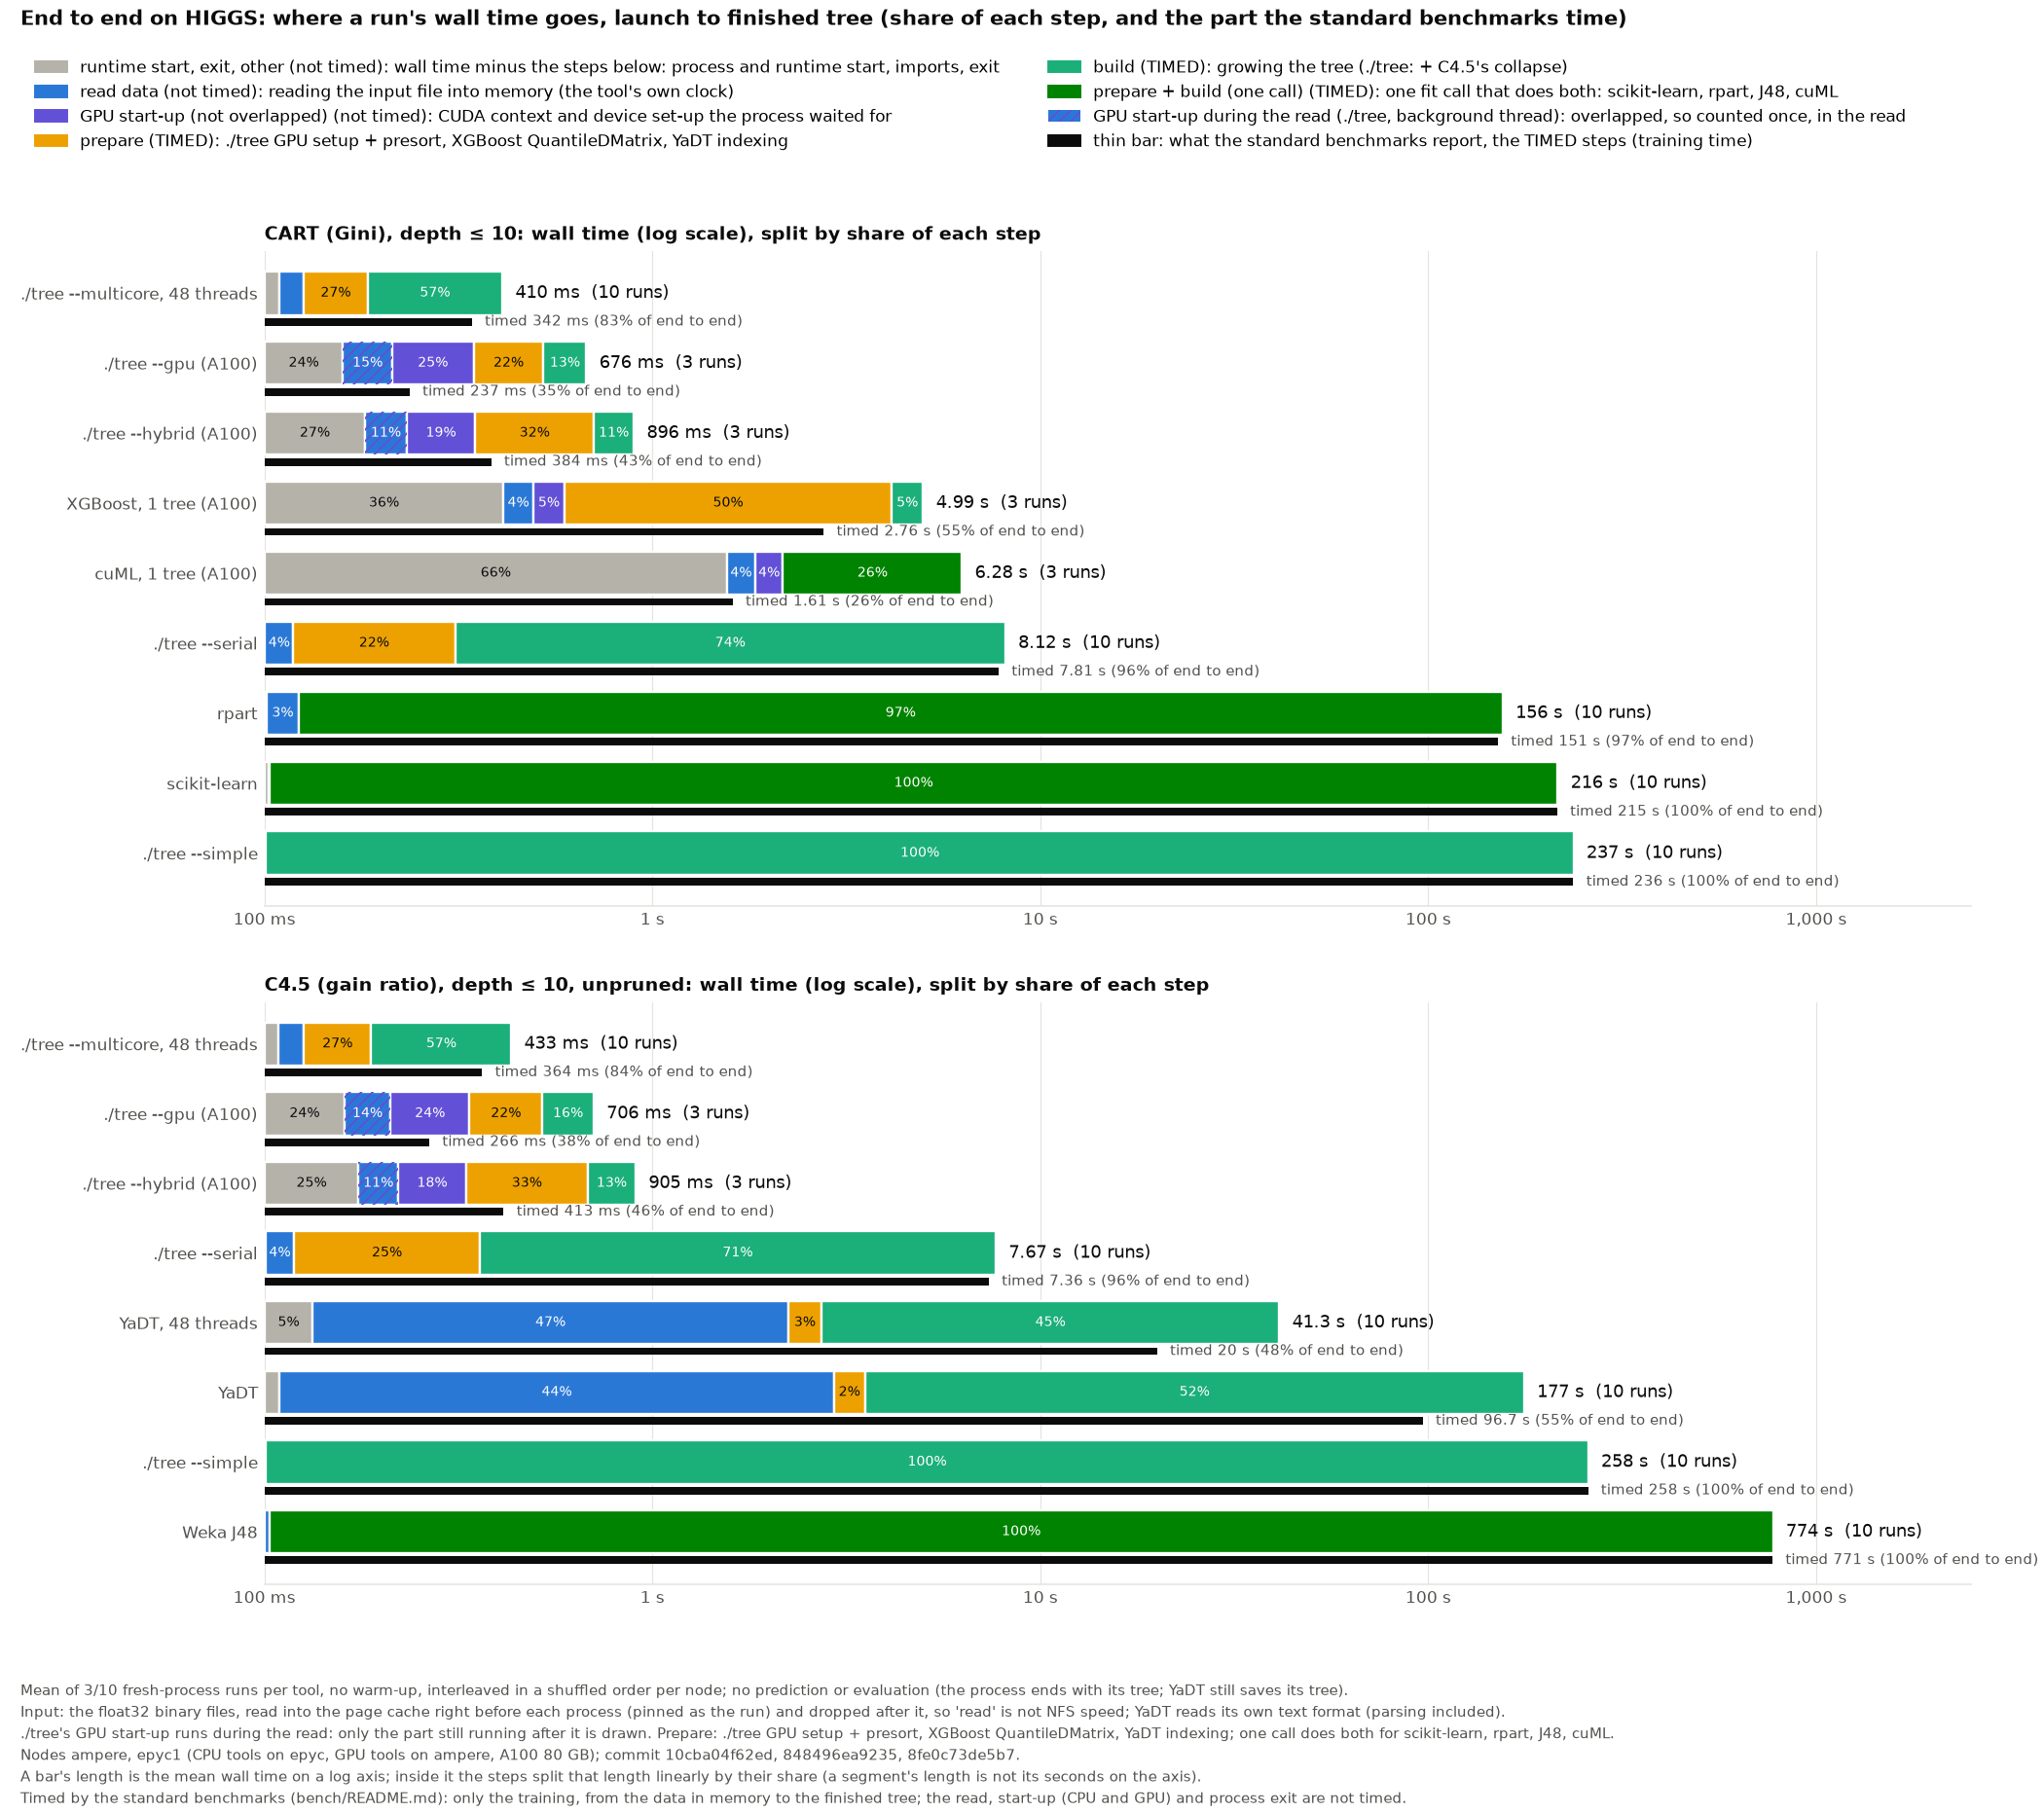 End to end on HIGGS: where a run's wall time goes, launch to finished tree (share of each step, and the part the standard benchmarks time)
runtime start, exit, other (not timed): wall time minus the steps below: process and runtime start, imports, exit
read data (not timed): reading the input file into memory (the tool's own clock)
GPU start-up (not overlapped) (not timed): CUDA context and device set-up the process waited for
prepare (TIMED): ./tree GPU setup + presort, XGBoost QuantileDMatrix, YaDT indexing
build (TIMED): growing the tree (./tree: + C4.5's collapse)
prepare + build (one call) (TIMED): one fit call that does both: scikit-learn, rpart, J48, cuML
GPU start-up during the read (./tree, background thread): overlapped, so counted once, in the read
thin bar: what the standard benchmarks report, the TIMED steps (training time)
CART (Gini), depth ≤ 10: wall time (log scale), split by share of each step
./tree --multicore, 48 threads 27% 57% 410 ms (10 runs)
timed 342 ms (83% of end to end)
./tree --gpu (A100) 24% 15% 25% 22% 13% 676 ms (3 runs)
timed 237 ms (35% of end to end)
./tree --hybrid (A100) 27% 11% 19% 32% 11% 896 ms (3 runs)
timed 384 ms (43% of end to end)
XGBoost, 1 tree (A100) 36% 4% 5% 50% 5% 4.99 s (3 runs)
timed 2.76 s (55% of end to end)
cuML, 1 tree (A100) 66% 4% 4% 26% 6.28 s (3 runs)
timed 1.61 s (26% of end to end)
./tree --serial 4% 22% 74% 8.12 s (10 runs)
timed 7.81 s (96% of end to end)
rpart 3% 97% 156 s (10 runs)
timed 151 s (97% of end to end)
scikit-learn 100% 216 s (10 runs)
timed 215 s (100% of end to end)
./tree --simple 100% 237 s (10 runs)
timed 236 s (100% of end to end)
100 ms 1 s 10 s 100 s 1,000 s
C4.5 (gain ratio), depth ≤ 10, unpruned: wall time (log scale), split by share of each step
./tree --multicore, 48 threads 27% 57% 433 ms (10 runs)
timed 364 ms (84% of end to end)
./tree --gpu (A100) 24% 14% 24% 22% 16% 706 ms (3 runs)
timed 266 ms (38% of end to end)
./tree --hybrid (A100) 25% 11% 18% 33% 13% 905 ms (3 runs)
timed 413 ms (46% of end to end)
./tree --serial 4% 25% 71% 7.67 s (10 runs)
timed 7.36 s (96% of end to end)
YaDT, 48 threads 5% 47% 3% 45% 41.3 s (10 runs)
timed 20 s (48% of end to end)
YaDT 44% 2% 52% 177 s (10 runs)
timed 96.7 s (55% of end to end)
./tree --simple 100% 258 s (10 runs)
timed 258 s (100% of end to end)
Weka J48 100% 774 s (10 runs)
timed 771 s (100% of end to end)
100 ms 1 s 10 s 100 s 1,000 s
Mean of 3/10 fresh-process runs per tool, no warm-up, interleaved in a shuffled order per node; no prediction or evaluation (the process ends with its tree; YaDT still saves its tree).
Input: the float32 binary files, read into the page cache right before each process (pinned as the run) and dropped after it, so 'read' is not NFS speed; YaDT reads its own text format (parsing included).
./tree's GPU start-up runs during the read: only the part still running after it is drawn. Prepare: ./tree GPU setup + presort, XGBoost QuantileDMatrix, YaDT indexing; one call does both for scikit-learn, rpart, J48, cuML.
Nodes ampere, epyc1 (CPU tools on epyc, GPU tools on ampere, A100 80 GB); commit 10cba04f62ed, 848496ea9235, 8fe0c73de5b7.
A bar's length is the mean wall time on a log axis; inside it the steps split that length linearly by their share (a segment's length is not its seconds on the axis).
Timed by the standard benchmarks (bench/README.md): only the training, from the data in memory to the finished tree; the read, start-up (CPU and GPU) and process exit are not timed.